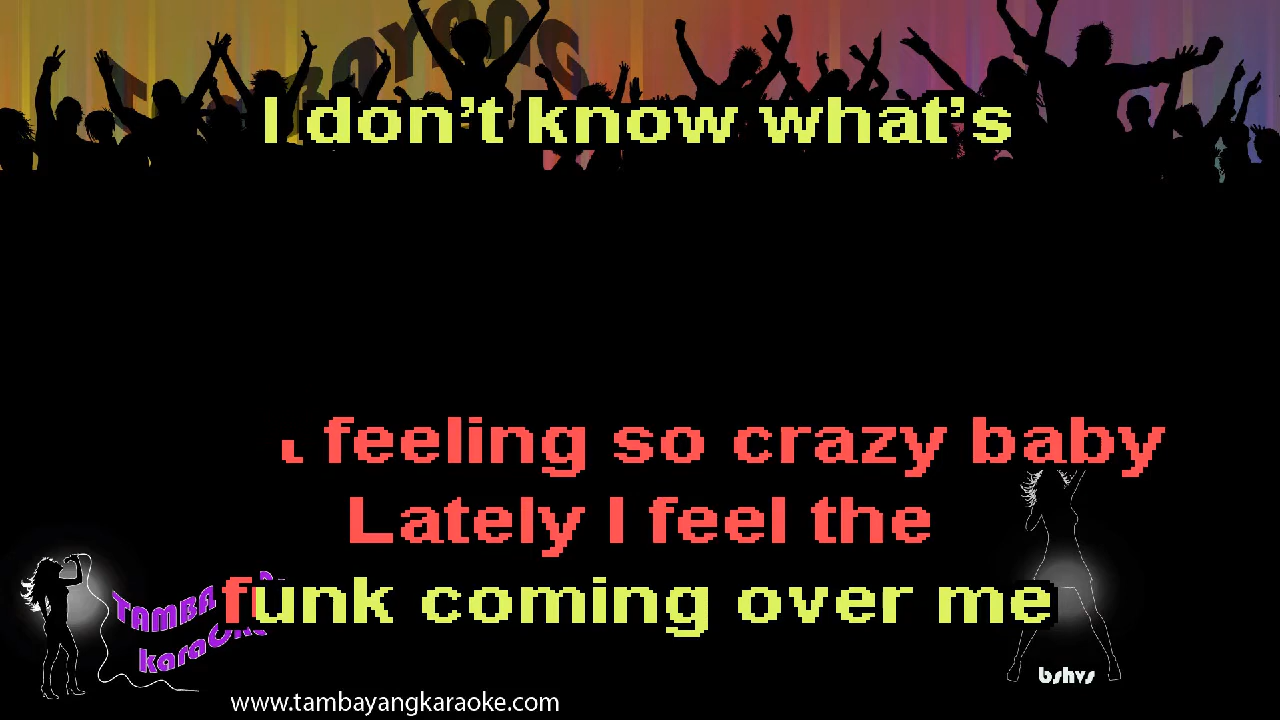 I don't know what's
feeling so crazy baby
Lately I feel the
funk coming over me
TAMBA
karaO
bshvs
www.tambayangkaraoke.com